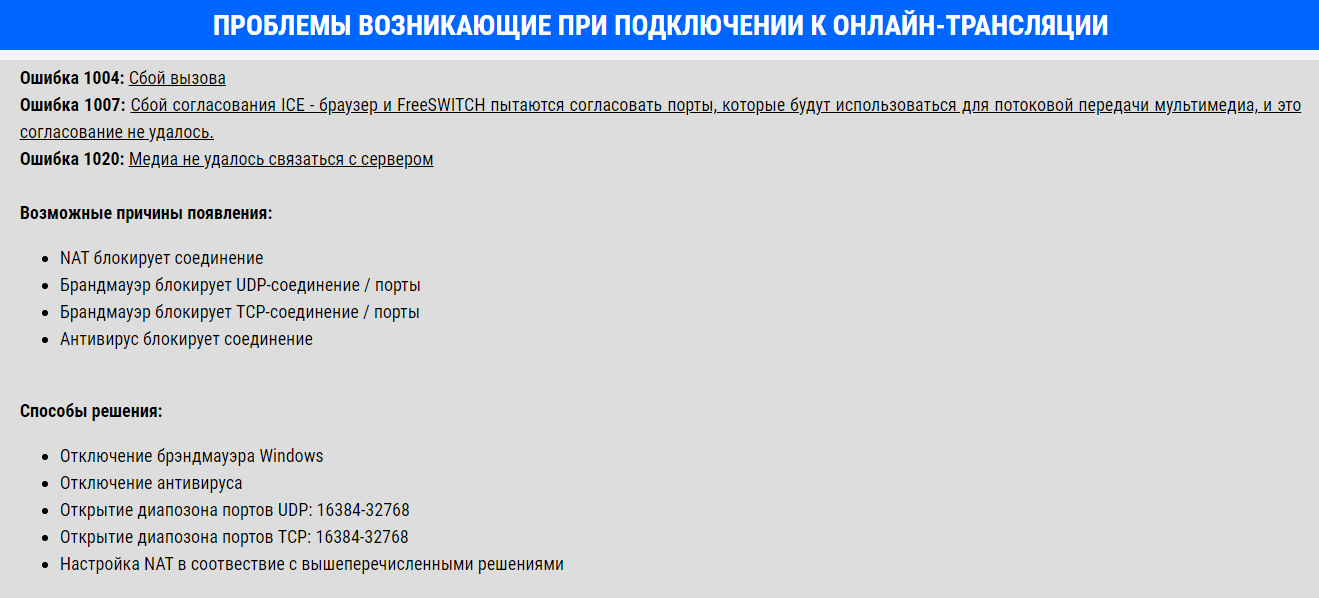 ПРОБЛЕМЫ ВОЗНИКАЮЩИЕ ПРИ ПОДКЛЮЧЕНИИ К ОНЛАЙН-ТРАНСЛЯЦИИ
Ошибка 1004: Сбой вызова
Ошибка 1007: Сбой согласования ICE - браузер и FreeSWITCH пытаются согласовать порты, которые будут использоваться для потоковой передачи мультимедиа, и это
согласование не удалось.
Ошибка 1020: Медиа не удалось связаться с сервером
Возможные причины появления:
• NAT блокирует соединение
• Брандмауэр блокирует UDP-соединение / порты
• Брандмауэр блокирует TCP-соединение / порты
• Антивирус блокирует соединение
Способы решения:
• Отключение брэндмауэра Windows
• Отключение антивируса
• Открытие диапозона портов UDP: 16384-32768
• Открытие диапозона портов TCP: 16384-32768
• Настройка NAT в соотвествие с вышеперечисленными решениями